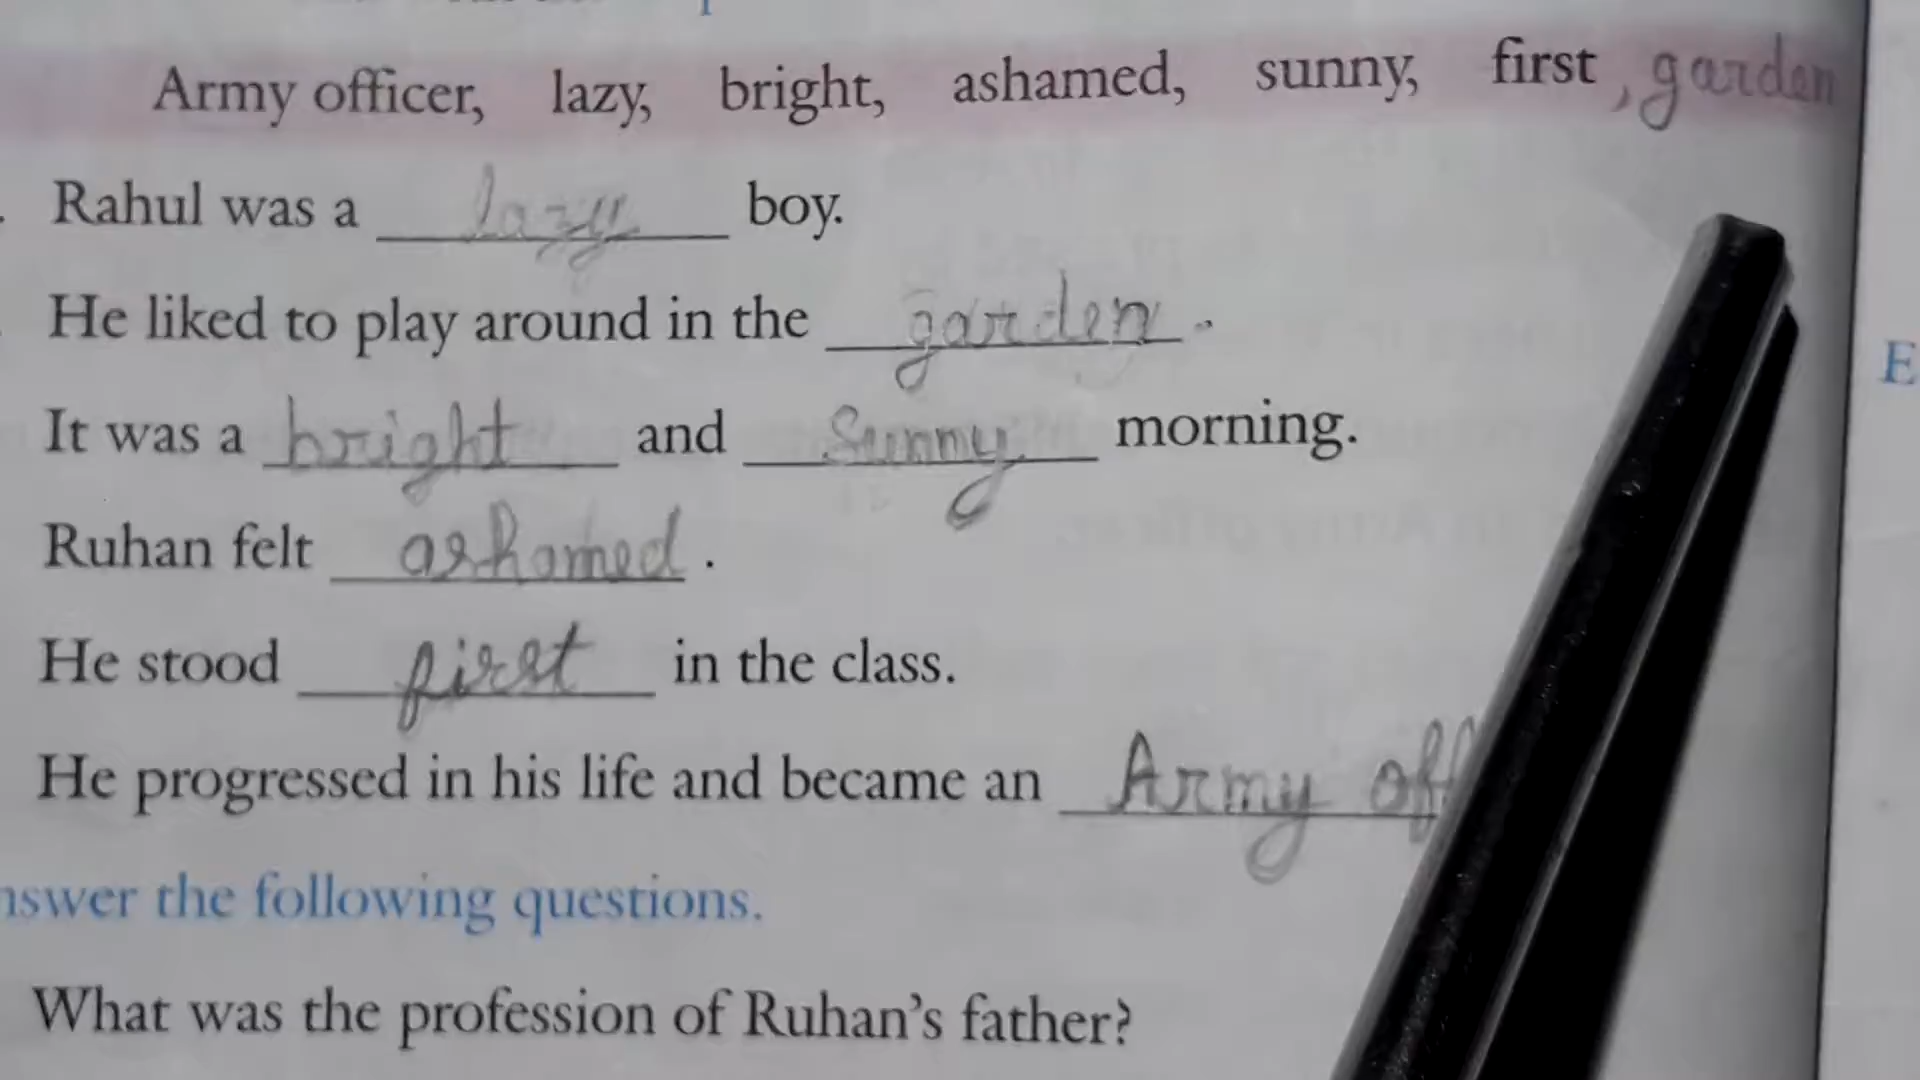 Army officer, lazy, bright, ashamed, sunny, first , garden
Rahul was a lazy boy.
He liked to play around in the garden.
It was a bright and Sunny morning.
Ruhan felt ashamed.
He stood first in the class.
He progressed in his life and became an Army off
nswer the following questions.
E
What was the profession of Ruhan's father?